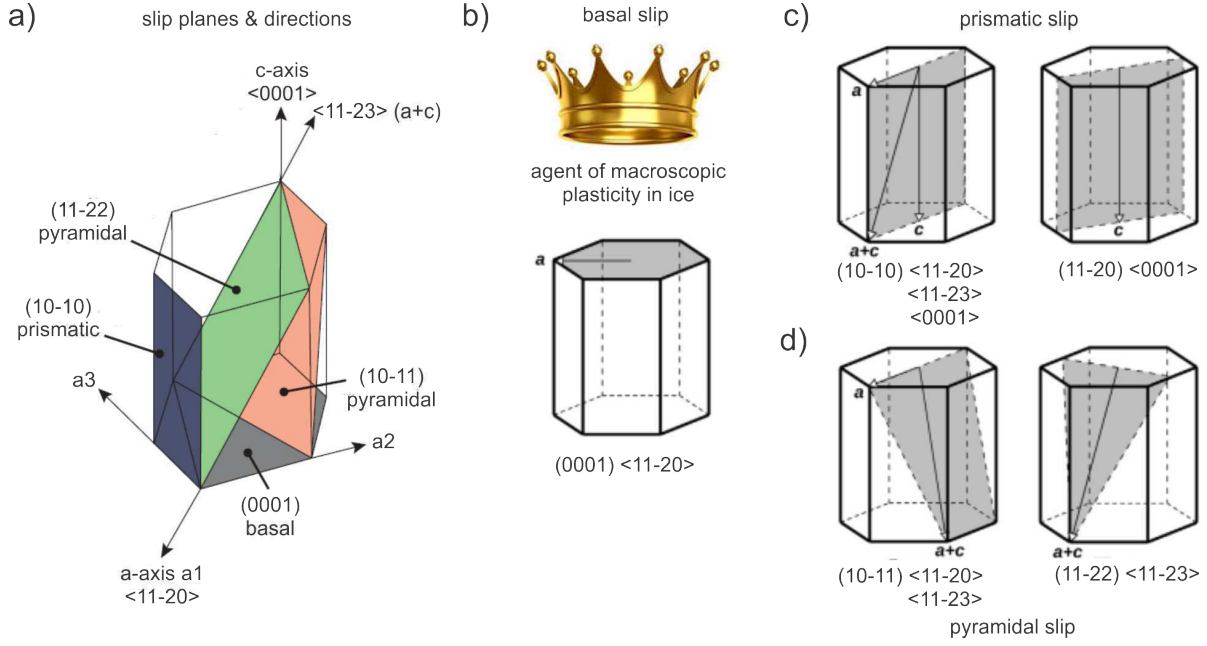 a)
slip planes & directions
c-axis
<0001>
<11-23> (a+c)
(11-22)
pyramidal
(10-10)
prismatic
a3
(10-11)
pyramidal
a2
(0001)
basal
a-axis a1
<11-20>
b)
basal slip
agent of macroscopic
plasticity in ice
a
(0001) <11-20>
c)
prismatic slip
a
c
a+c
(10-10) <11-20>
<11-23>
<0001>
c
(11-20) <0001>
d)
a
a+c
(10-11) <11-20>
<11-23>
a+c
(11-22) <11-23>
pyramidal slip